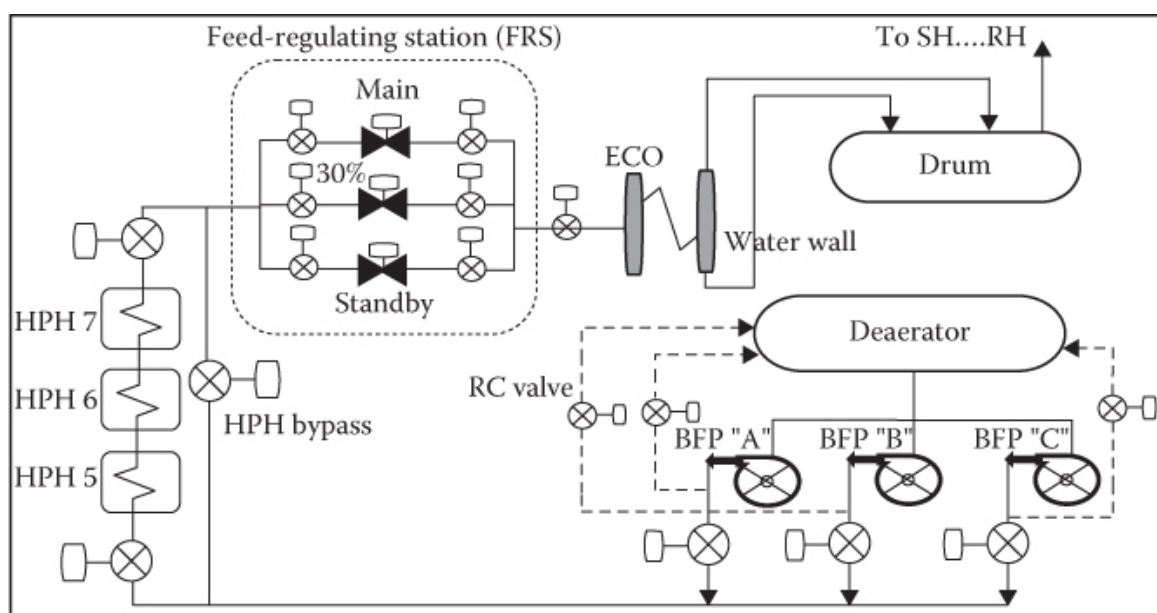 Feed-regulating station (FRS)
To SH....RH
Main
30%
ECO
Drum
Water wall
Standby
HPH 7
Deaerator
RC valve
HPH 6
HPH bypass
BFP "A"
BFP "B"
BFP "C"
HPH 5